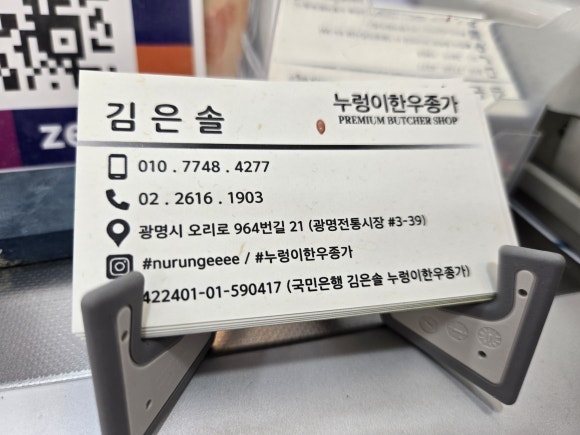 김은솔
누렁이한우종가
PREMIUM BUTCHER SHOP
010 . 7748 . 4277
02 . 2616 . 1903
광명시 오리로 964번길 21 (광명전통시장 #3-39)
#nurungeeee / #누렁이한우종가
422401-01-590417 (국민은행 김은솔 누렁이한우종가)
ze